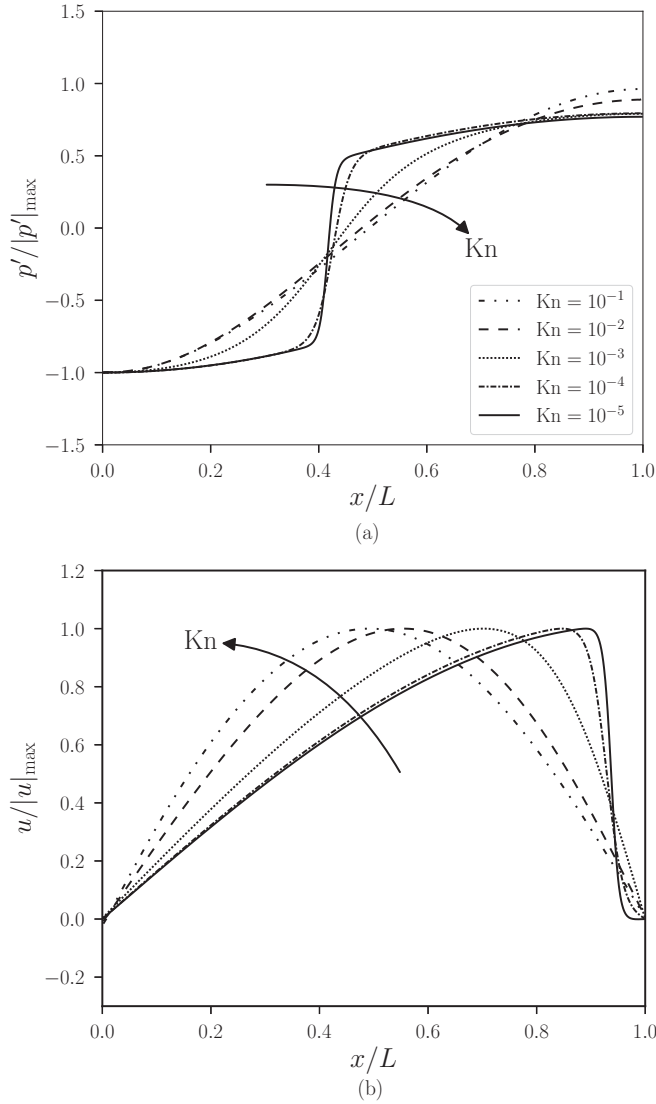 1.5
1.0
0.5
0.0
−0.5
−1.0
−1.5
p′/|p′|max
Kn
Kn = 10⁻¹
Kn = 10⁻²
Kn = 10⁻³
Kn = 10⁻⁴
Kn = 10⁻⁵
0.0 0.2 0.4 0.6 0.8 1.0
x/L
(a)
1.2
1.0
0.8
0.6
0.4
0.2
0.0
−0.2
u/|u|max
Kn
0.0 0.2 0.4 0.6 0.8 1.0
x/L
(b)